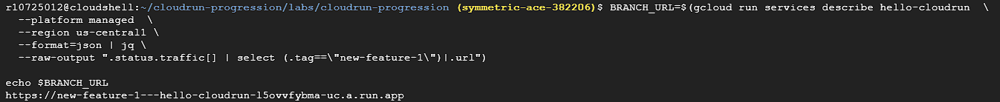 r10725012@cloudshell:~/cloudrun-progression/labs/cloudrun-progression (symmetric-ace-382206)$ BRANCH_URL=$(gcloud run services describe hello-cloudrun  \
  --platform managed  \
  --region us-central1 \
  --format=json | jq \
  --raw-output ".status.traffic[] | select (.tag==\"new-feature-1\")|.url")

echo $BRANCH_URL
https://new-feature-1---hello-cloudrun-l5ovvfybma-uc.a.run.app